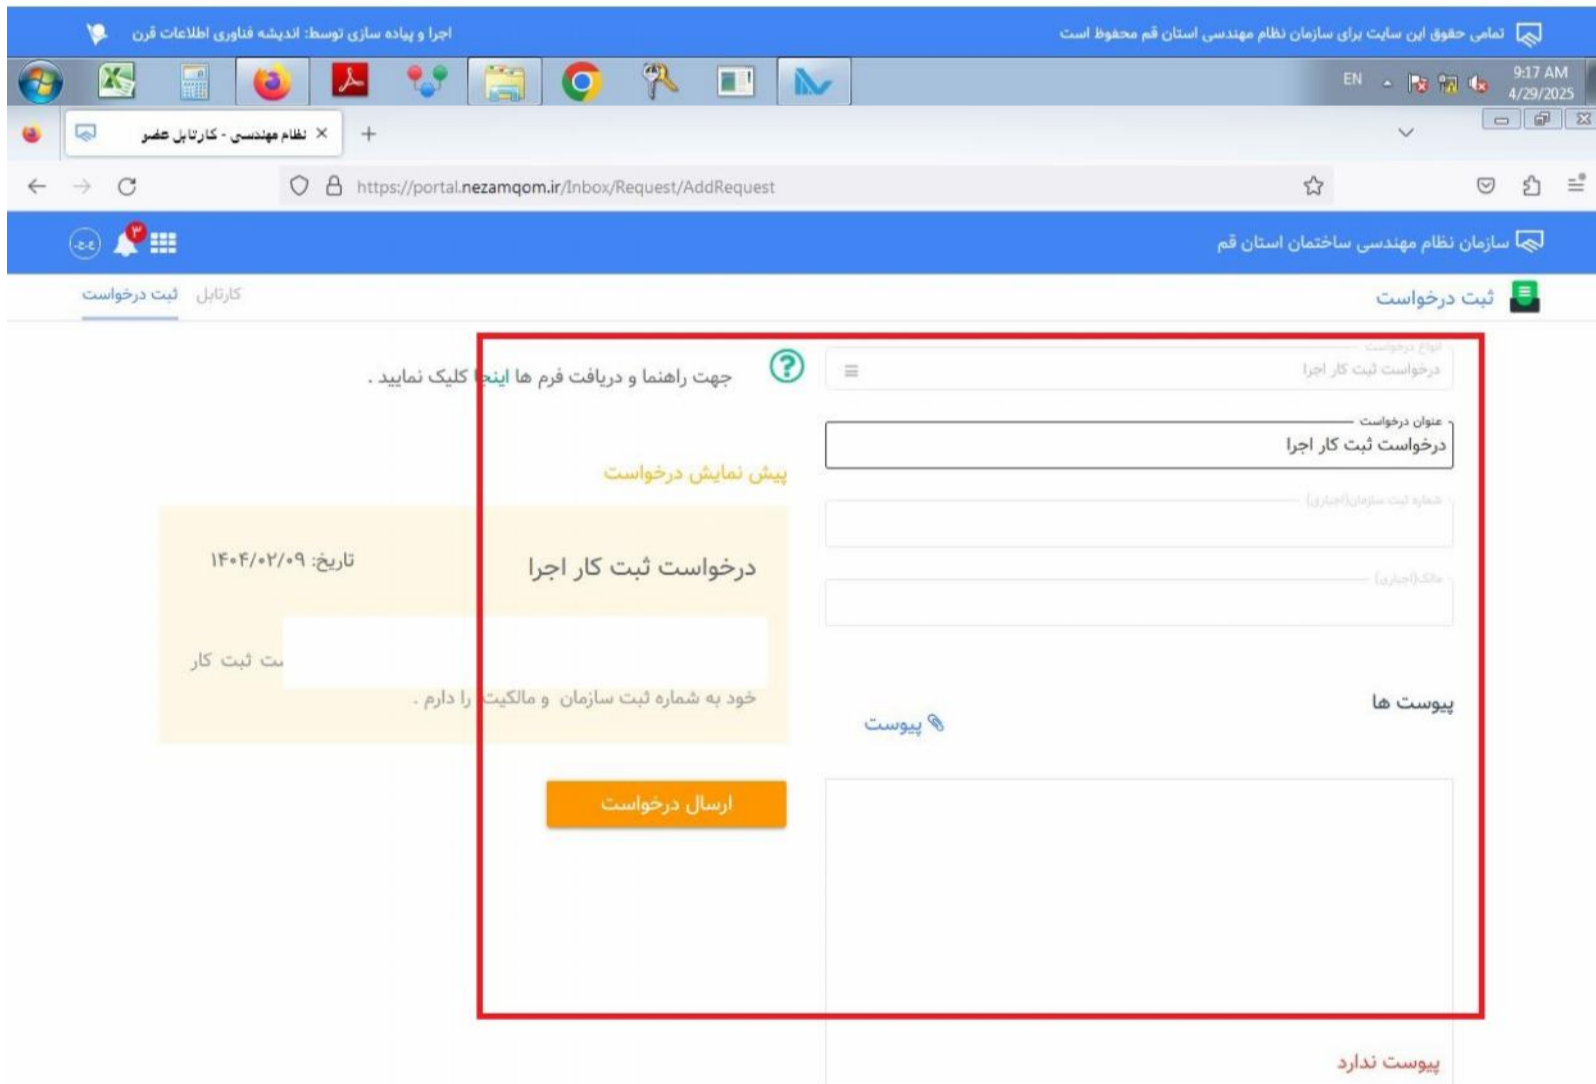 تمامی حقوق این سایت برای سازمان نظام مهندسی استان قم محفوظ است
اجرا و پیاده سازی توسط: اندیشه فناوری اطلاعات قرن
EN
9:17 AM
4/29/2025
نظام مهندسی - کارتابل عضو
https://portal.nezamqom.ir/Inbox/Request/AddRequest
سازمان نظام مهندسی ساختمان استان قم
۳
ثبت درخواست
کارتابل
ثبت درخواست
انواع درخواست
درخواست ثبت کار اجرا
جهت راهنما و دریافت فرم ها اینجا کلیک نمایید .
عنوان درخواست
درخواست ثبت کار اجرا
شماره ثبت سازمان(اجباری)
مالک(اجباری)
پیوست ها
پیوست
پیش نمایش درخواست
درخواست ثبت کار اجرا
تاریخ: ۱۴۰۴/۰۲/۰۹
ثبت کار
خود به شماره ثبت سازمان و مالکیت را دارم .
ارسال درخواست
پیوست ندارد